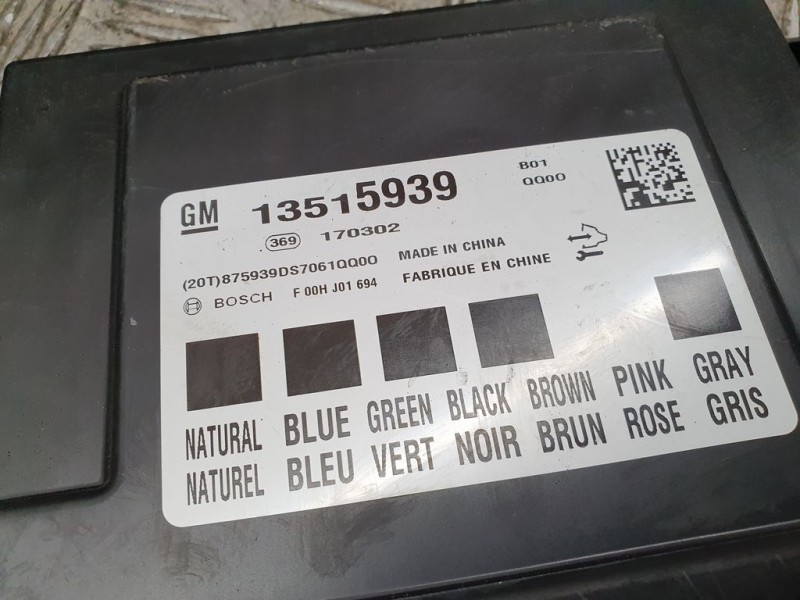 GM 13515939
B01
QQ00
369 170302
(20T)875939DS7061QQ00
MADE IN CHINA
BOSCH F 00H J01 694
FABRIQUE EN CHINE
NATURAL BLUE GREEN BLACK BROWN PINK GRAY
NATUREL BLEU VERT NOIR BRUN ROSE GRIS